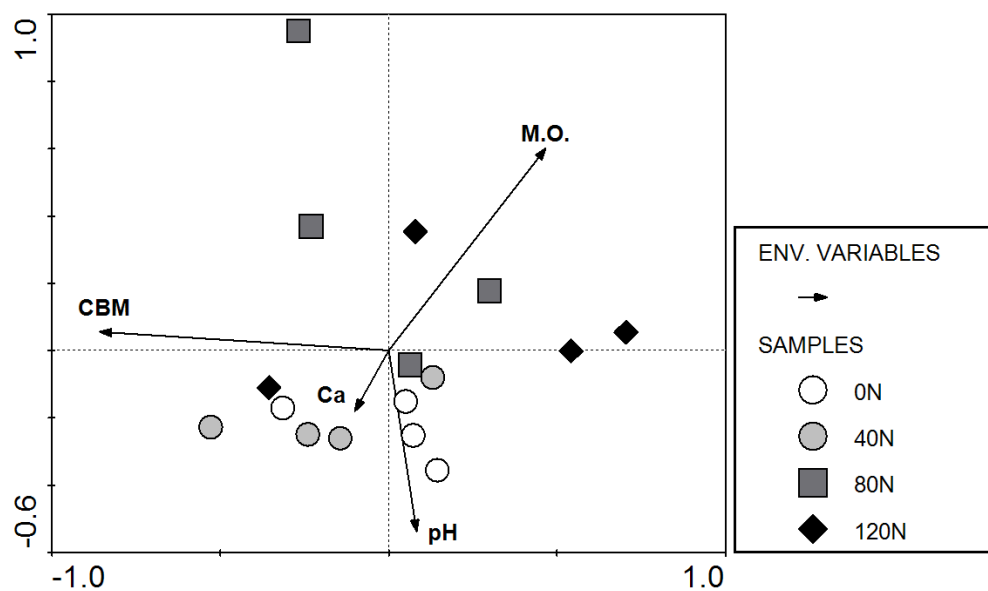 1.0
M.O.
CBM
Ca
pH
-0.6
-1.0
1.0
ENV. VARIABLES
SAMPLES
0N
40N
80N
120N